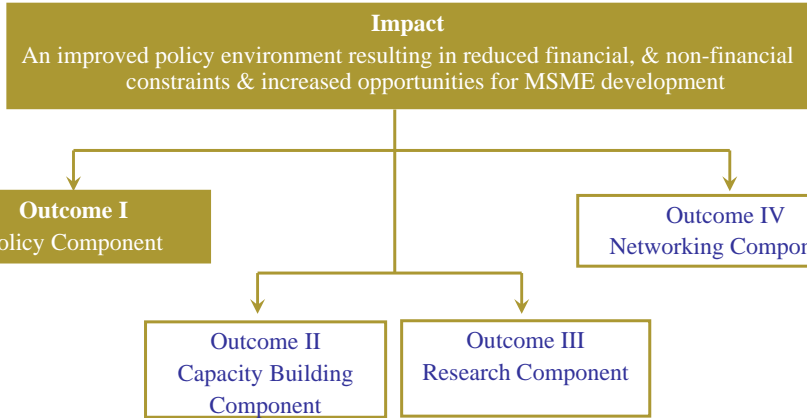 Impact
An improved policy environment resulting in reduced financial, & non-financial
constraints & increased opportunities for MSME development
Outcome I
olicy Component
Outcome IV
Networking Compon
Outcome II
Capacity Building
Component
Outcome III
Research Component